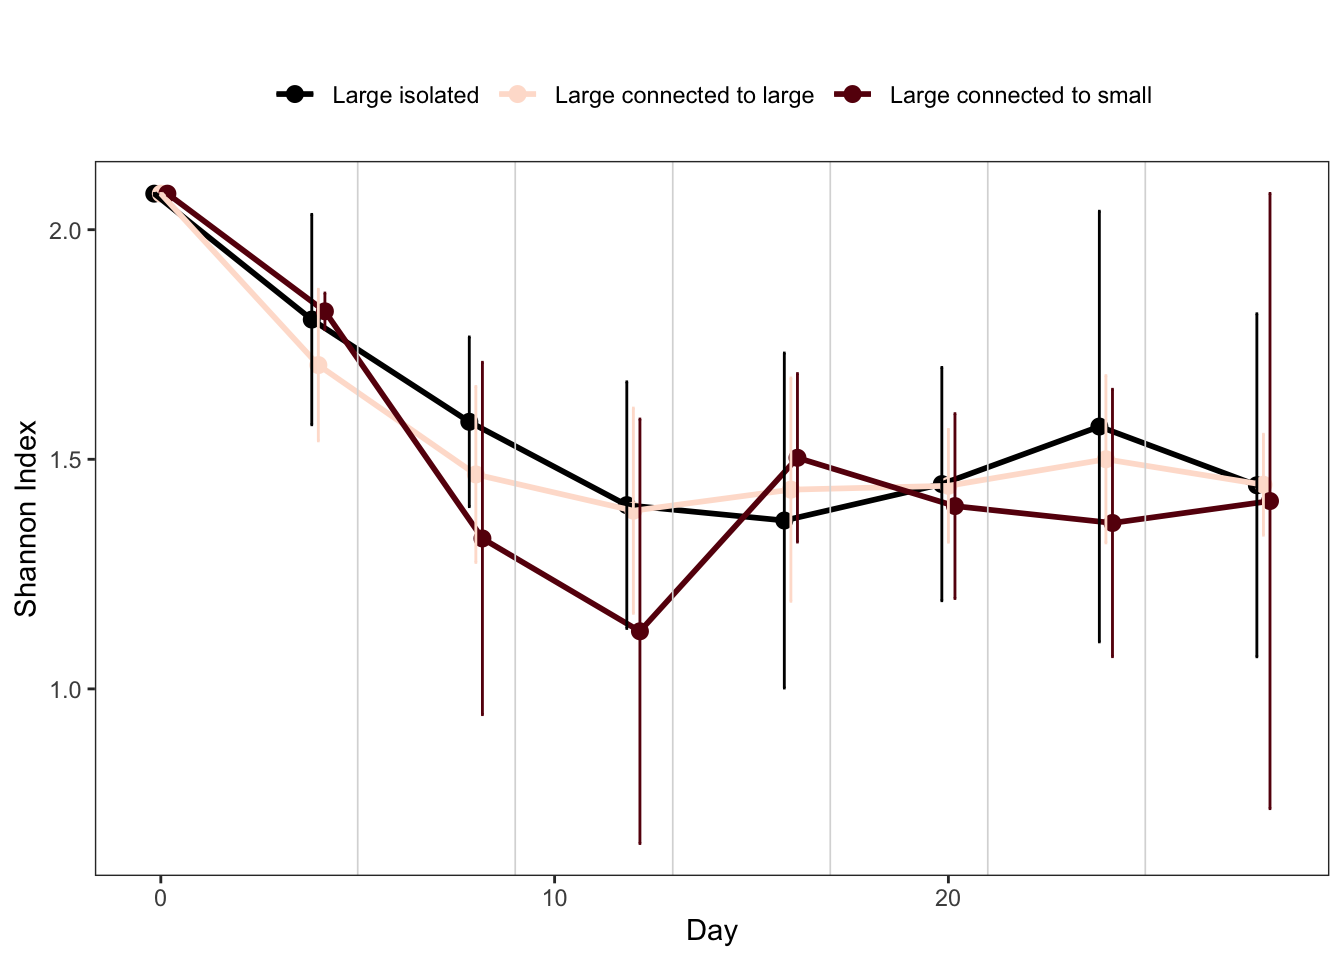 Large isolated Large connected to large Large connected to small
Shannon Index
2.0
1.5
1.0
0 10 20
Day